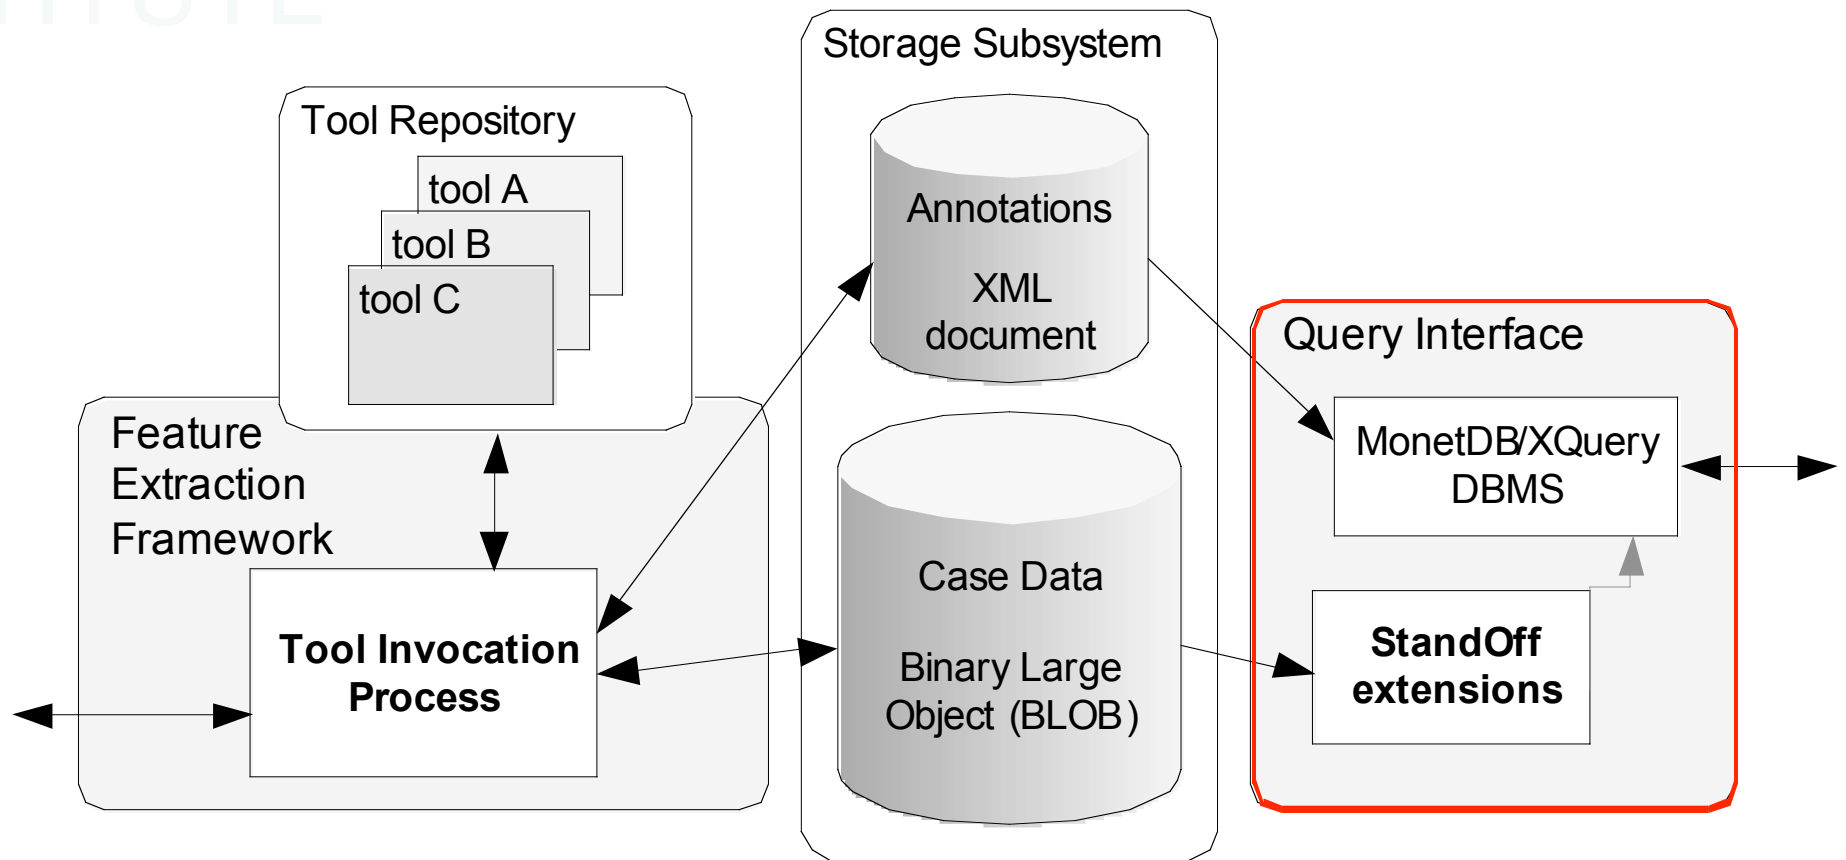 Storage Subsystem
Tool Repository
tool A
tool B
tool C
Annotations
XML
document
Query Interface
MonetDB/XQuery
DBMS
Feature
Extraction
Framework
Case Data
Binary Large
Object (BLOB)
Tool Invocation
Process
StandOff
extensions